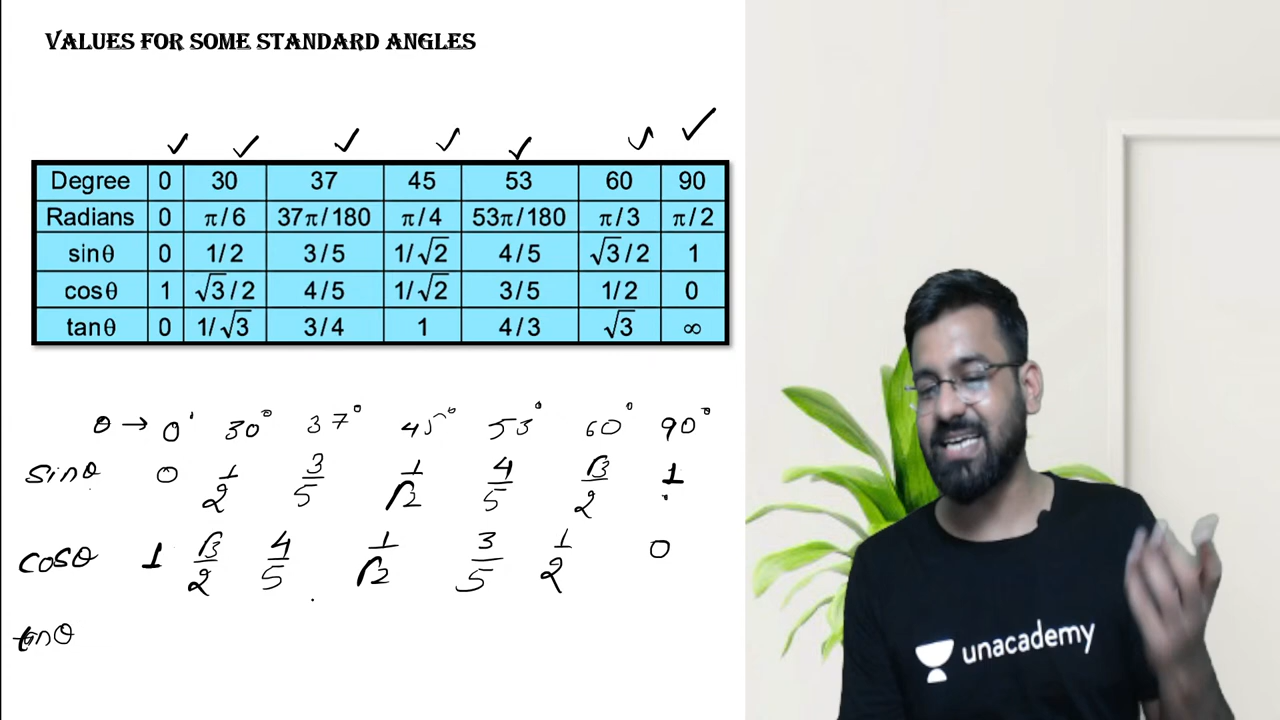 VALUES FOR SOME STANDARD ANGLES
Degree 0 30 37 45 53 60 90
Radians 0 π/6 37π/180 π/4 53π/180 π/3 π/2
sinθ 0 1/2 3/5 1/√2 4/5 √3/2 1
cosθ 1 √3/2 4/5 1/√2 3/5 1/2 0
tanθ 0 1/√3 3/4 1 4/3 √3 ∞
θ → 0° 30° 37° 45° 53° 60° 90°
sinθ 0 1/2 3/5 1/√2 4/5 √3/2 1
cosθ 1 √3/2 4/5 1/√2 3/5 1/2 0
tanθ
unacademy